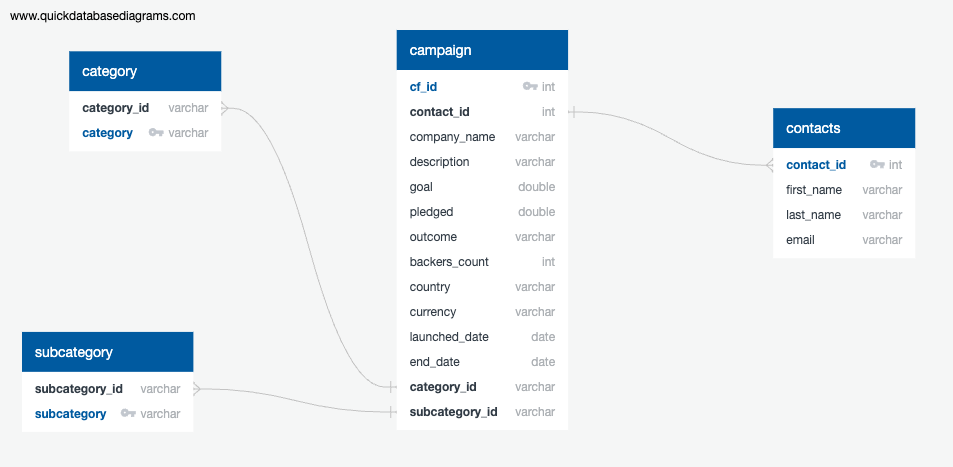 www.quickdatabasediagrams.com
category
category_id varchar
category varchar
subcategory
subcategory_id varchar
subcategory varchar
campaign
cf_id int
contact_id int
company_name varchar
description varchar
goal double
pledged double
outcome varchar
backers_count int
country varchar
currency varchar
launched_date date
end_date date
category_id varchar
subcategory_id varchar
contacts
contact_id int
first_name varchar
last_name varchar
email varchar